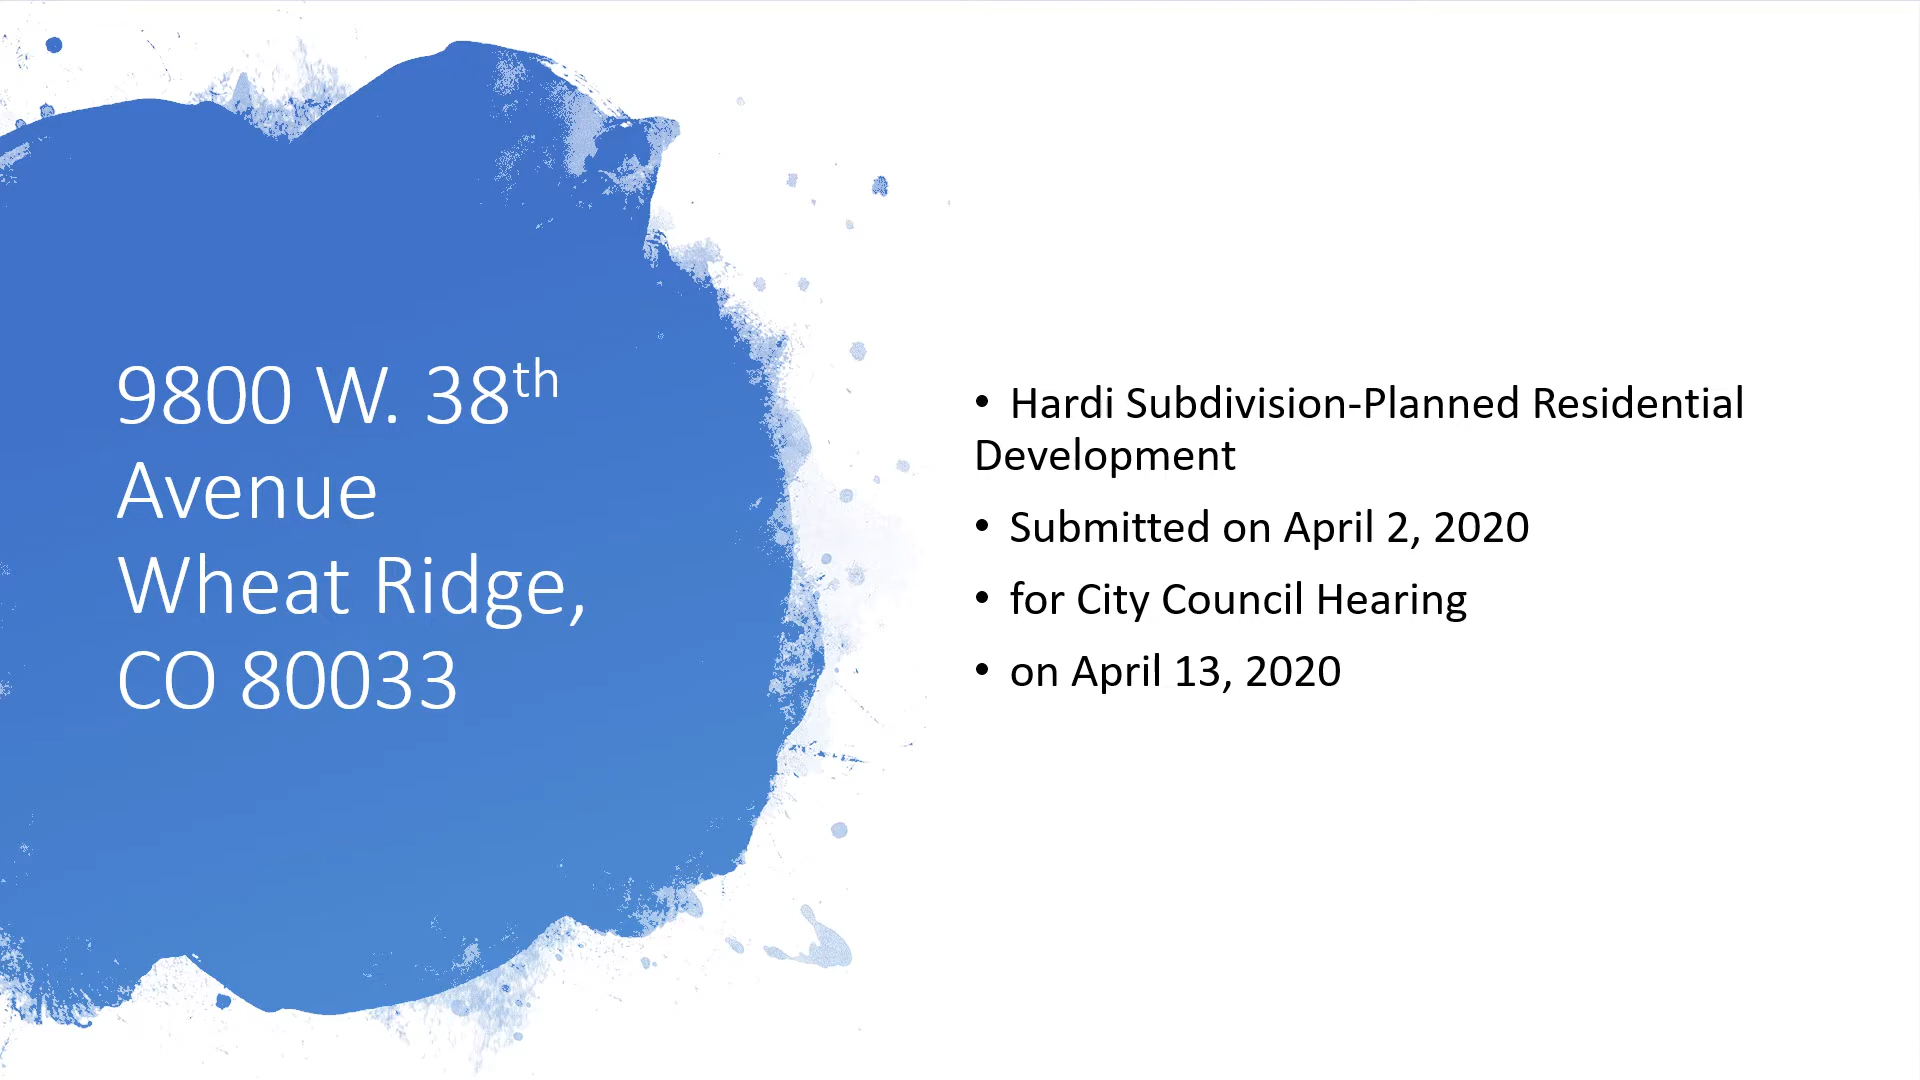 9800 W. 38th
Avenue
Wheat Ridge,
CO 80033
• Hardi Subdivision-Planned Residential
Development
• Submitted on April 2, 2020
• for City Council Hearing
• on April 13, 2020